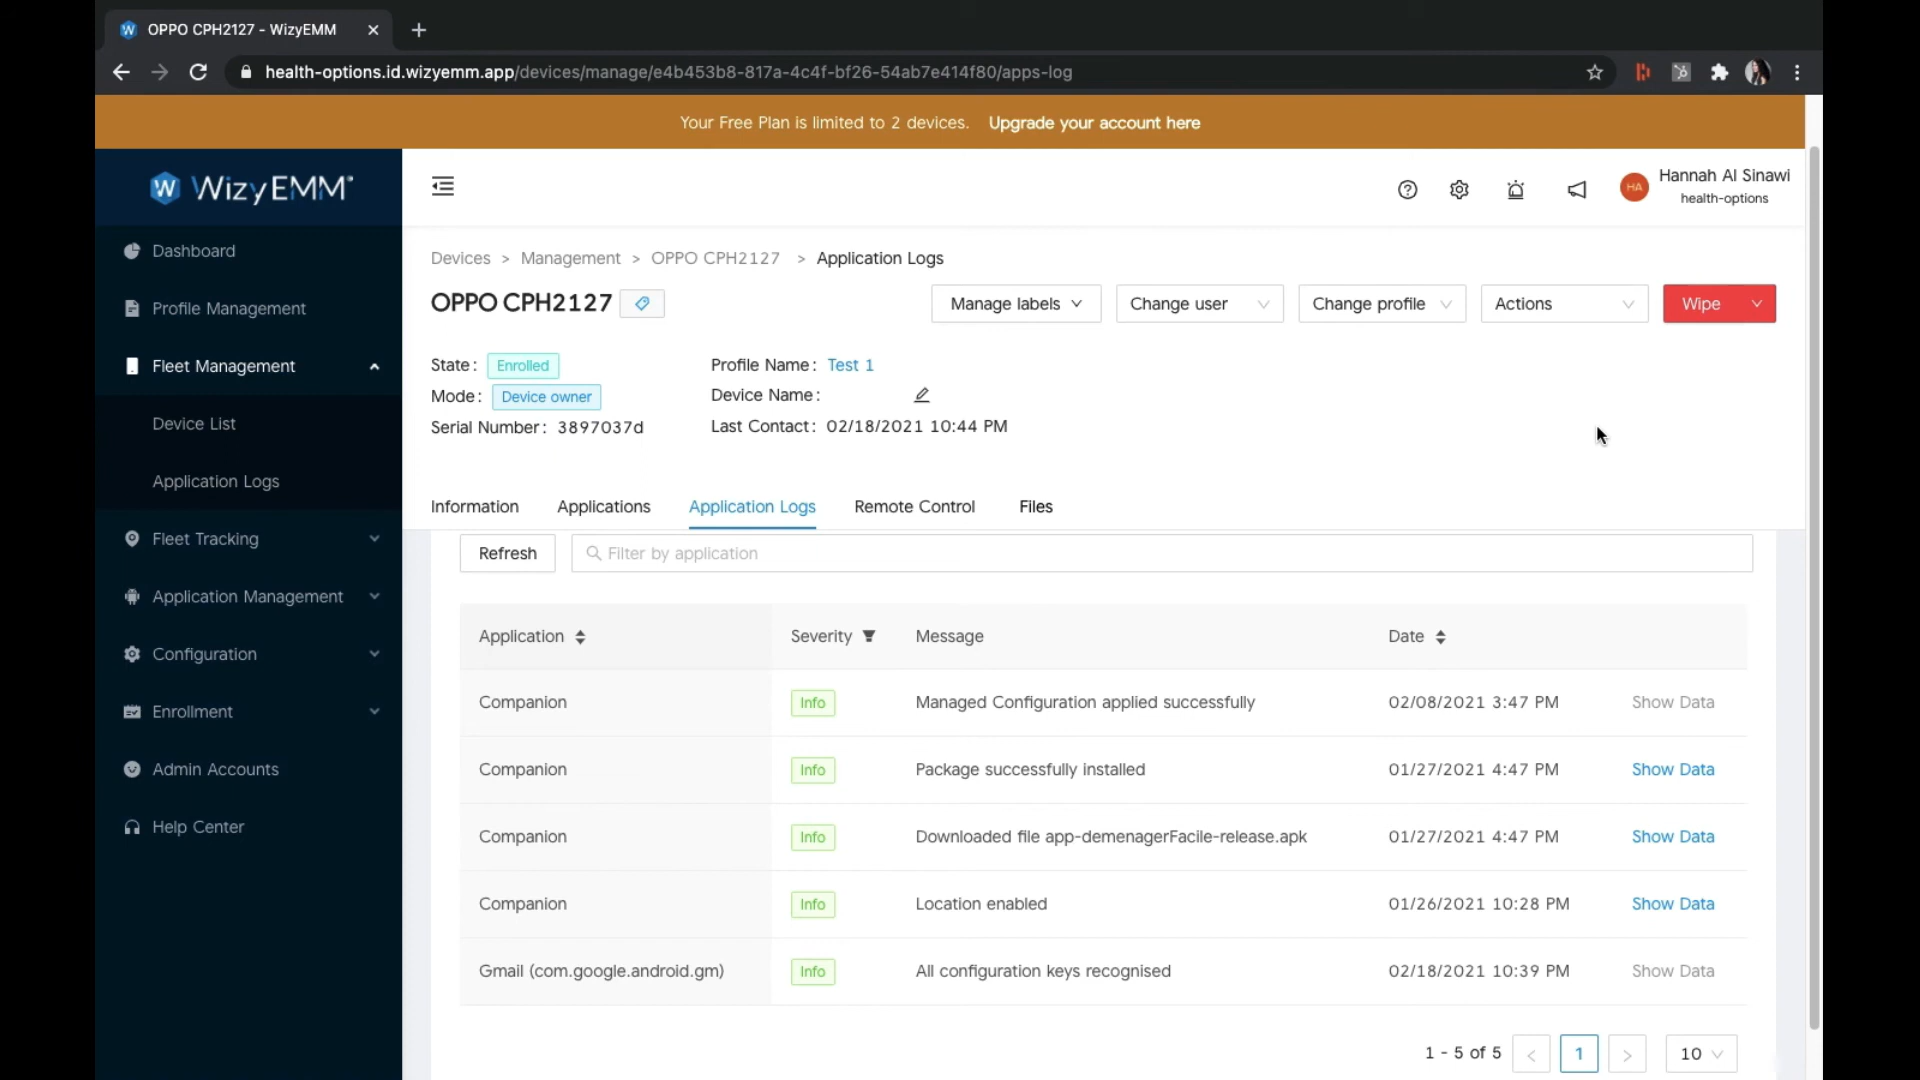 OPPO CPH2127 - WizyEMM
health-options.id.wizyemm.app/devices/manage/e4b453b8-817a-4c4f-bf26-54ab7e414f80/apps-log
Your Free Plan is limited to 2 devices. Upgrade your account here
W WizyEMM
HA
Hannah Al Sinawi
health-options
Dashboard
Profile Management
Fleet Management
Device List
Application Logs
Fleet Tracking
Application Management
Configuration
Enrollment
Admin Accounts
Help Center
Devices > Management > OPPO CPH2127 > Application Logs
OPPO CPH2127
Manage labels
Change user
Change profile
Actions
Wipe
State: Enrolled
Mode: Device owner
Serial Number: 3897037d
Profile Name: Test 1
Device Name:
Last Contact: 02/18/2021 10:44 PM
Information Applications Application Logs Remote Control Files
Refresh Filter by application
Application Severity Message Date
Companion Info Managed Configuration applied successfully 02/08/2021 3:47 PM Show Data
Companion Info Package successfully installed 01/27/2021 4:47 PM Show Data
Companion Info Downloaded file app-demenagerFacile-release.apk 01/27/2021 4:47 PM Show Data
Companion Info Location enabled 01/26/2021 10:28 PM Show Data
Gmail (com.google.android.gm) Info All configuration keys recognised 02/18/2021 10:39 PM Show Data
1 - 5 of 5 < 1 > 10